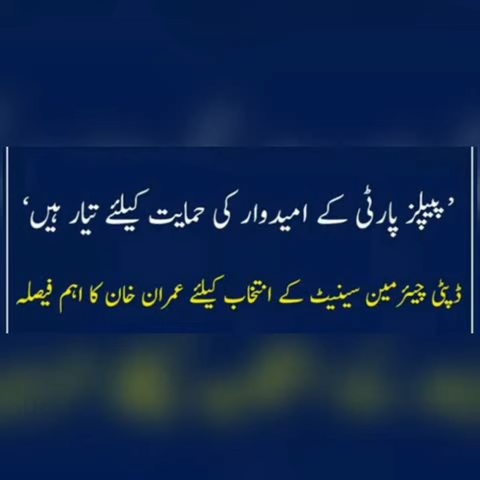 ’پیپلز پارٹی کے امیدوار کی حمایت کیلئے تیار ہیں‘
ڈپٹی چیئرمین سینیٹ کے انتخاب کیلئے عمران خان کا اہم فیصلہ